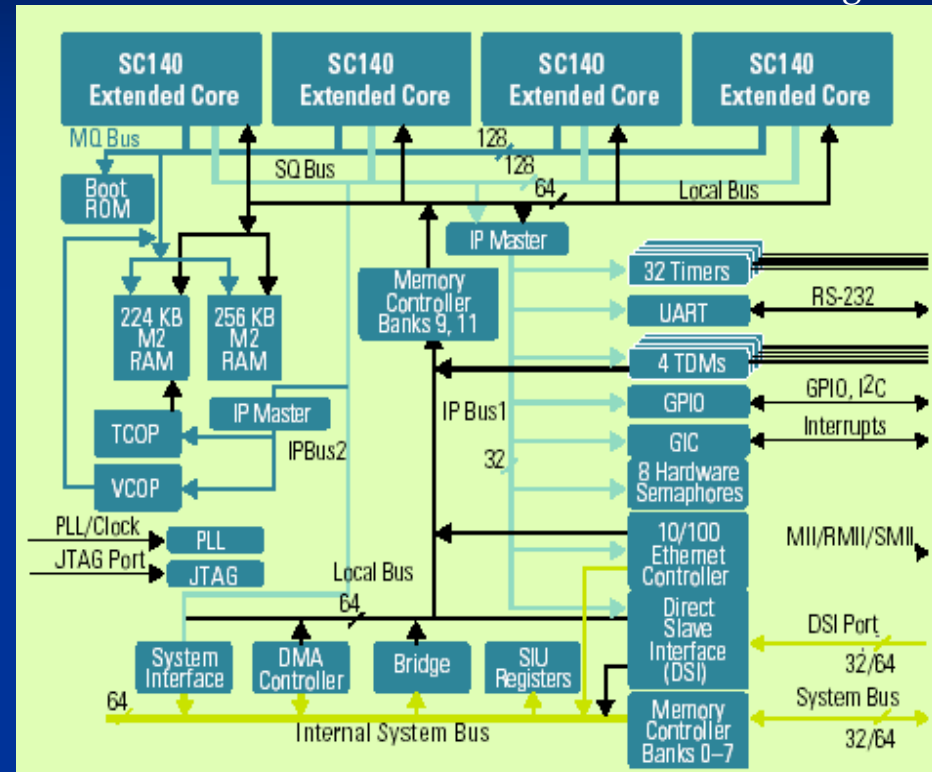 SC140
Extended Core
SC140
Extended Core
SC140
Extended Core
SC140
Extended Core
MQ Bus
128
SQ Bus
128
64
Local Bus
Boot
ROM
IP Master
Memory
Controller
Banks 9, 11
32 Timers
UART
RS-232
224 KB
M2
RAM
256 KB
M2
RAM
4 TDMs
IP Master
IP Bus1
GPIO
GPIO, I²C
TCOP
IPBus2
GIC
Interrupts
32
8 Hardware
Semaphores
VCOP
PLL/Clock
PLL
JTAG Port
JTAG
10/100
Ethernet
Controller
MII/RMII/SMII
Local Bus
64
Direct
Slave
Interface
(DSI)
DSI Port
32/64
System
Interface
DMA
Controller
Bridge
SIU
Registers
64
Internal System Bus
Memory
Controller
Banks 0–7
System Bus
32/64